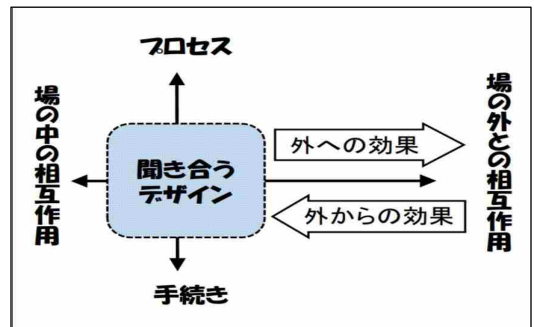 プロセス
場の中の相互作用
聞き合う
デザイン
外への効果
外からの効果
場の外との相互作用
手続き